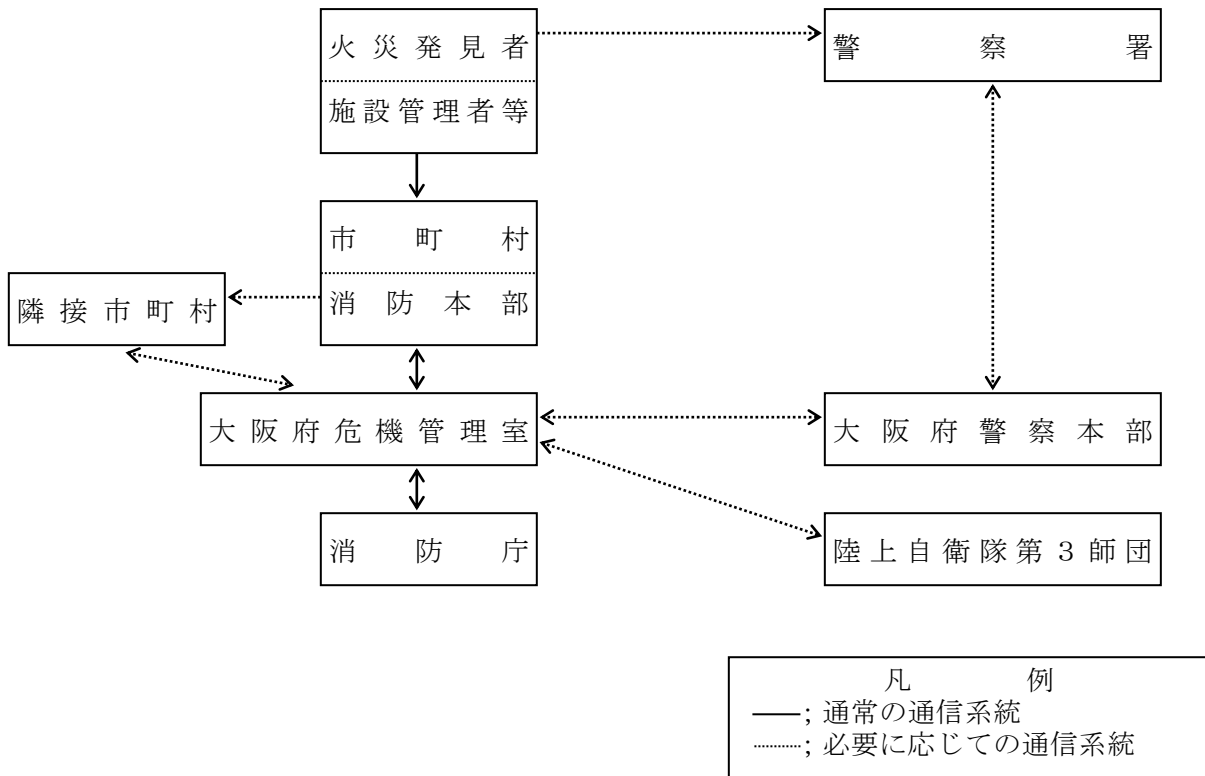 火災発見者
警察署
施設管理者等
市町村
消防本部
隣接市町村
大阪府危機管理室
大阪府警察本部
消防庁
陸上自衛隊第3師団
凡例
――; 通常の通信系統
┈┈; 必要に応じての通信系統